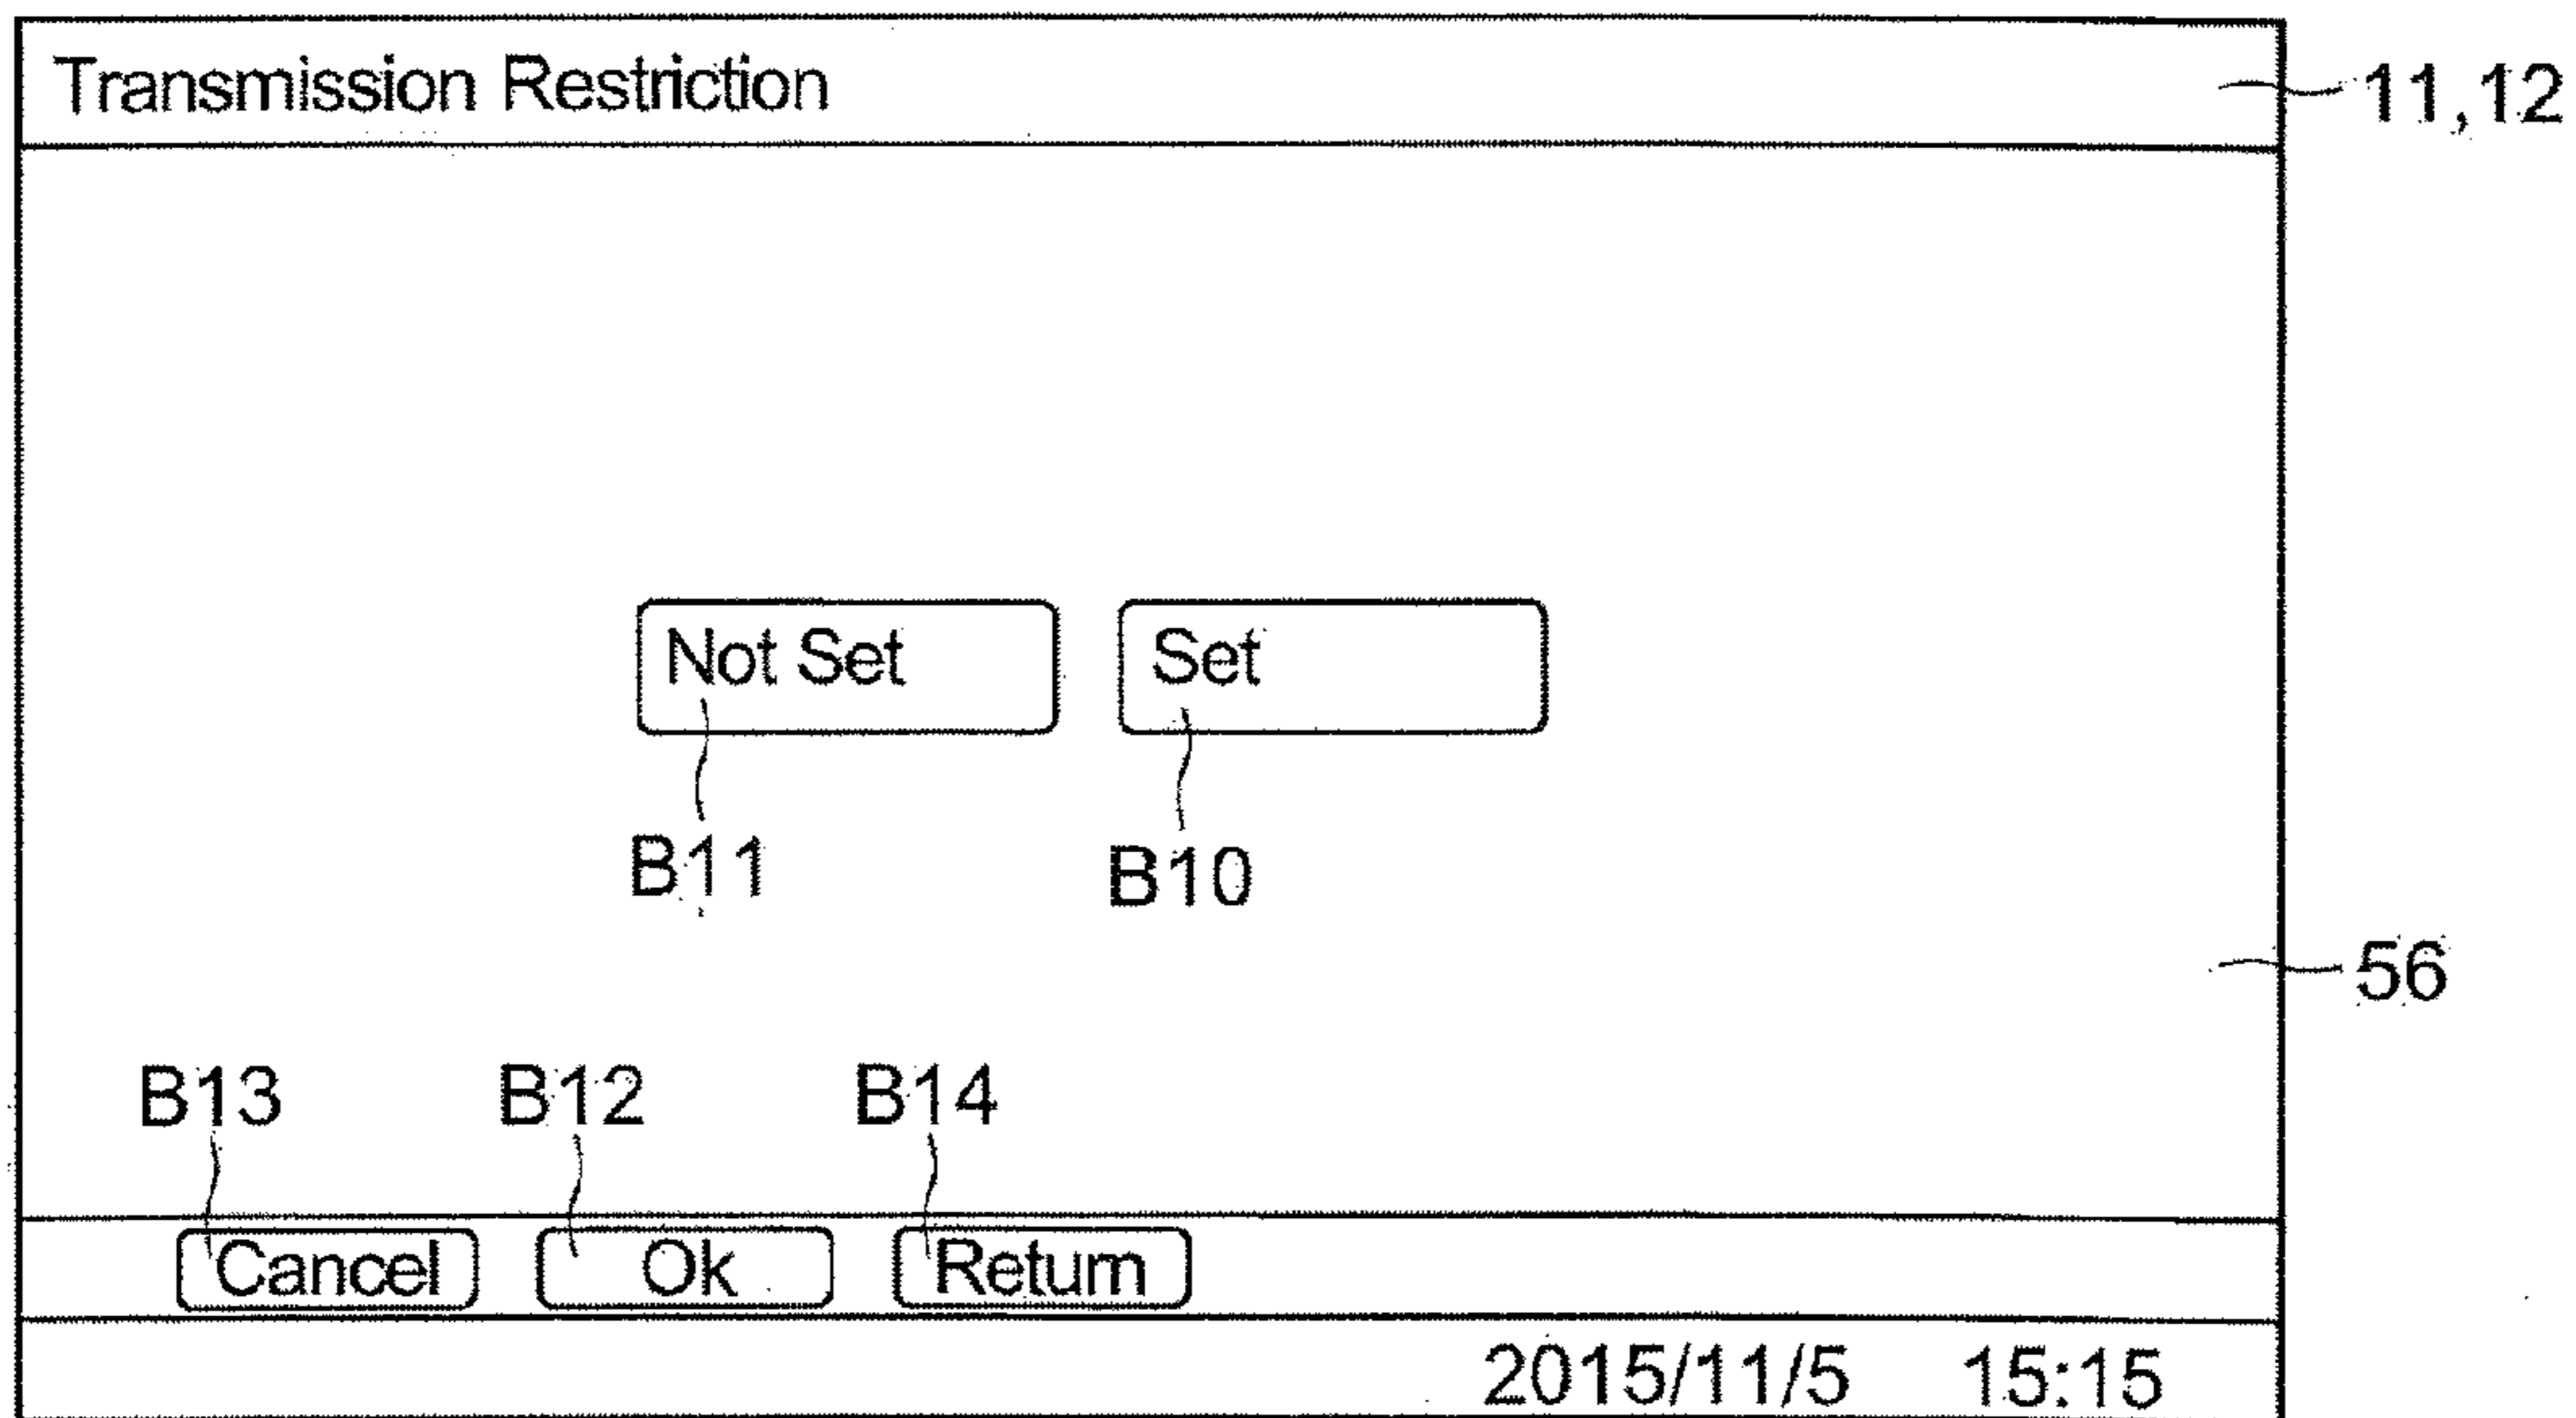 Transmission Restriction 11,12
Not Set Set
B11 B10
56
B13 B12 B14
Cancel Ok Return
2015/11/5 15:15